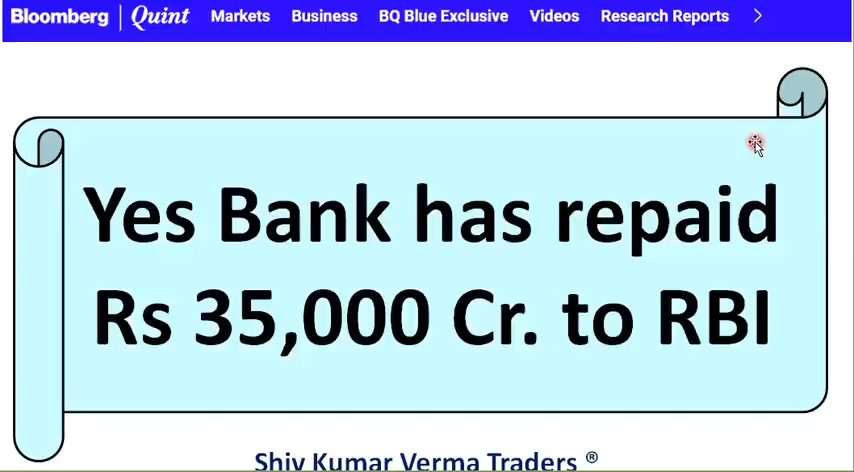 Bloomberg | Quint Markets Business BQ Blue Exclusive Videos Research Reports
Yes Bank has repaid
Rs 35,000 Cr. to RBI
Shiv Kumar Verma Traders ®